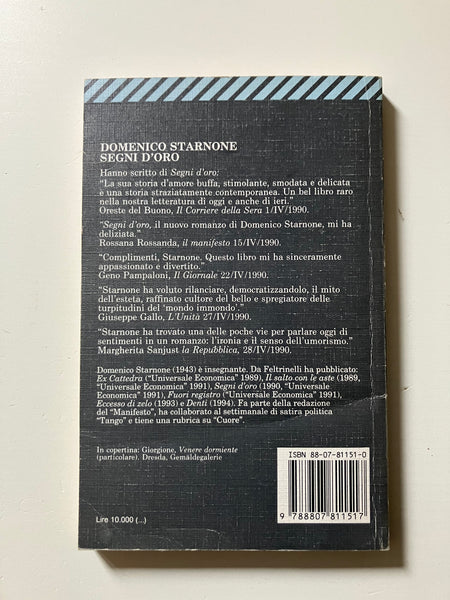 DOMENICO STARNONE
SEGNI D'ORO
Hanno scritto di Segni d'oro:
"La sua storia d'amore buffa, stimolante, smodata e delicata
è una storia straziatamente contemporanea. Un bel libro raro
nella nostra letteratura di oggi e anche di ieri."
Oreste del Buono, Il Corriere della Sera 1/IV/1990.
"Segni d'oro, il nuovo romanzo di Domenico Starnone, mi ha
deliziata."
Rossana Rossanda, il manifesto 15/IV/1990.
"Complimenti, Starnone. Questo libro mi ha sinceramente
appassionato e divertito."
Geno Pampaloni, Il Giornale 22/IV/1990.
"Starnone ha voluto rilanciare, democratizzandolo, il mito
dell'esteta, raffinato cultore del bello e spregiatore delle
turpitudini del 'mondo immondo'."
Giuseppe Gallo, L'Unità 27/IV/1990.
"Starnone ha trovato una delle poche vie per parlare oggi di
sentimenti in un romanzo: l'ironia e il senso dell'umorismo."
Margherita Sanjust la Repubblica, 28/IV/1990.
Domenico Starnone (1943) è insegnante. Da Feltrinelli ha pubblicato:
Ex Cattedra ("Universale Economica" 1989), Il salto con le aste (1989,
"Universale Economica" 1991), Segni d'oro (1990, "Universale
Economica" 1991), Fuori registro ("Universale Economica" 1991),
Eccesso di zelo (1993) e Denti (1994). Fa parte della redazione
del "Manifesto", ha collaborato al settimanale di satira politica
"Tango" e tiene una rubrica su "Cuore".
In copertina: Giorgione, Venere dormiente
(particolare). Dresda, Gemäldegalerie
ISBN 88-07-81151-0
9 788807 811517
Lire 10.000 (...)